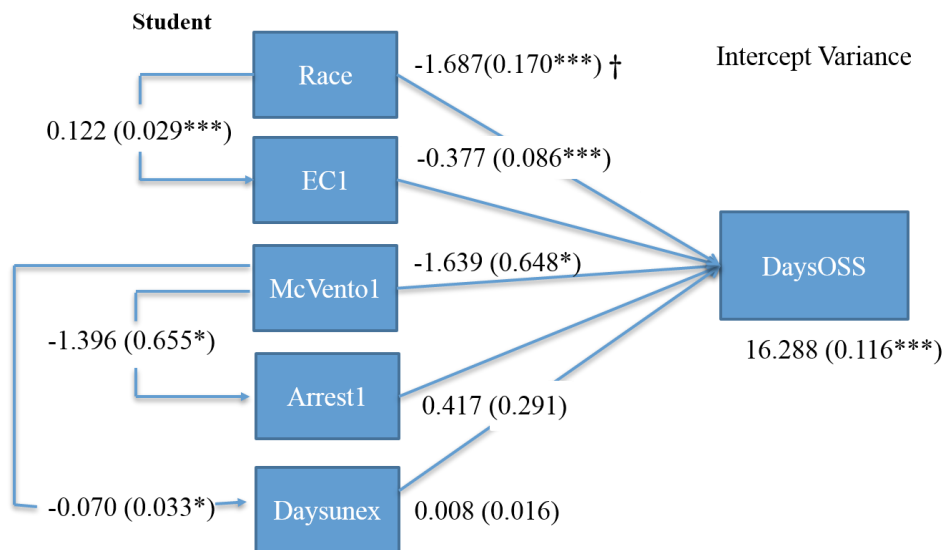 Student
Intercept Variance
Race
-1.687(0.170***) †
0.122 (0.029***)
EC1
-0.377 (0.086***)
McVento1
-1.639 (0.648*)
DaysOSS
16.288 (0.116***)
-1.396 (0.655*)
Arrest1
0.417 (0.291)
-0.070 (0.033*)
Daysunex
0.008 (0.016)